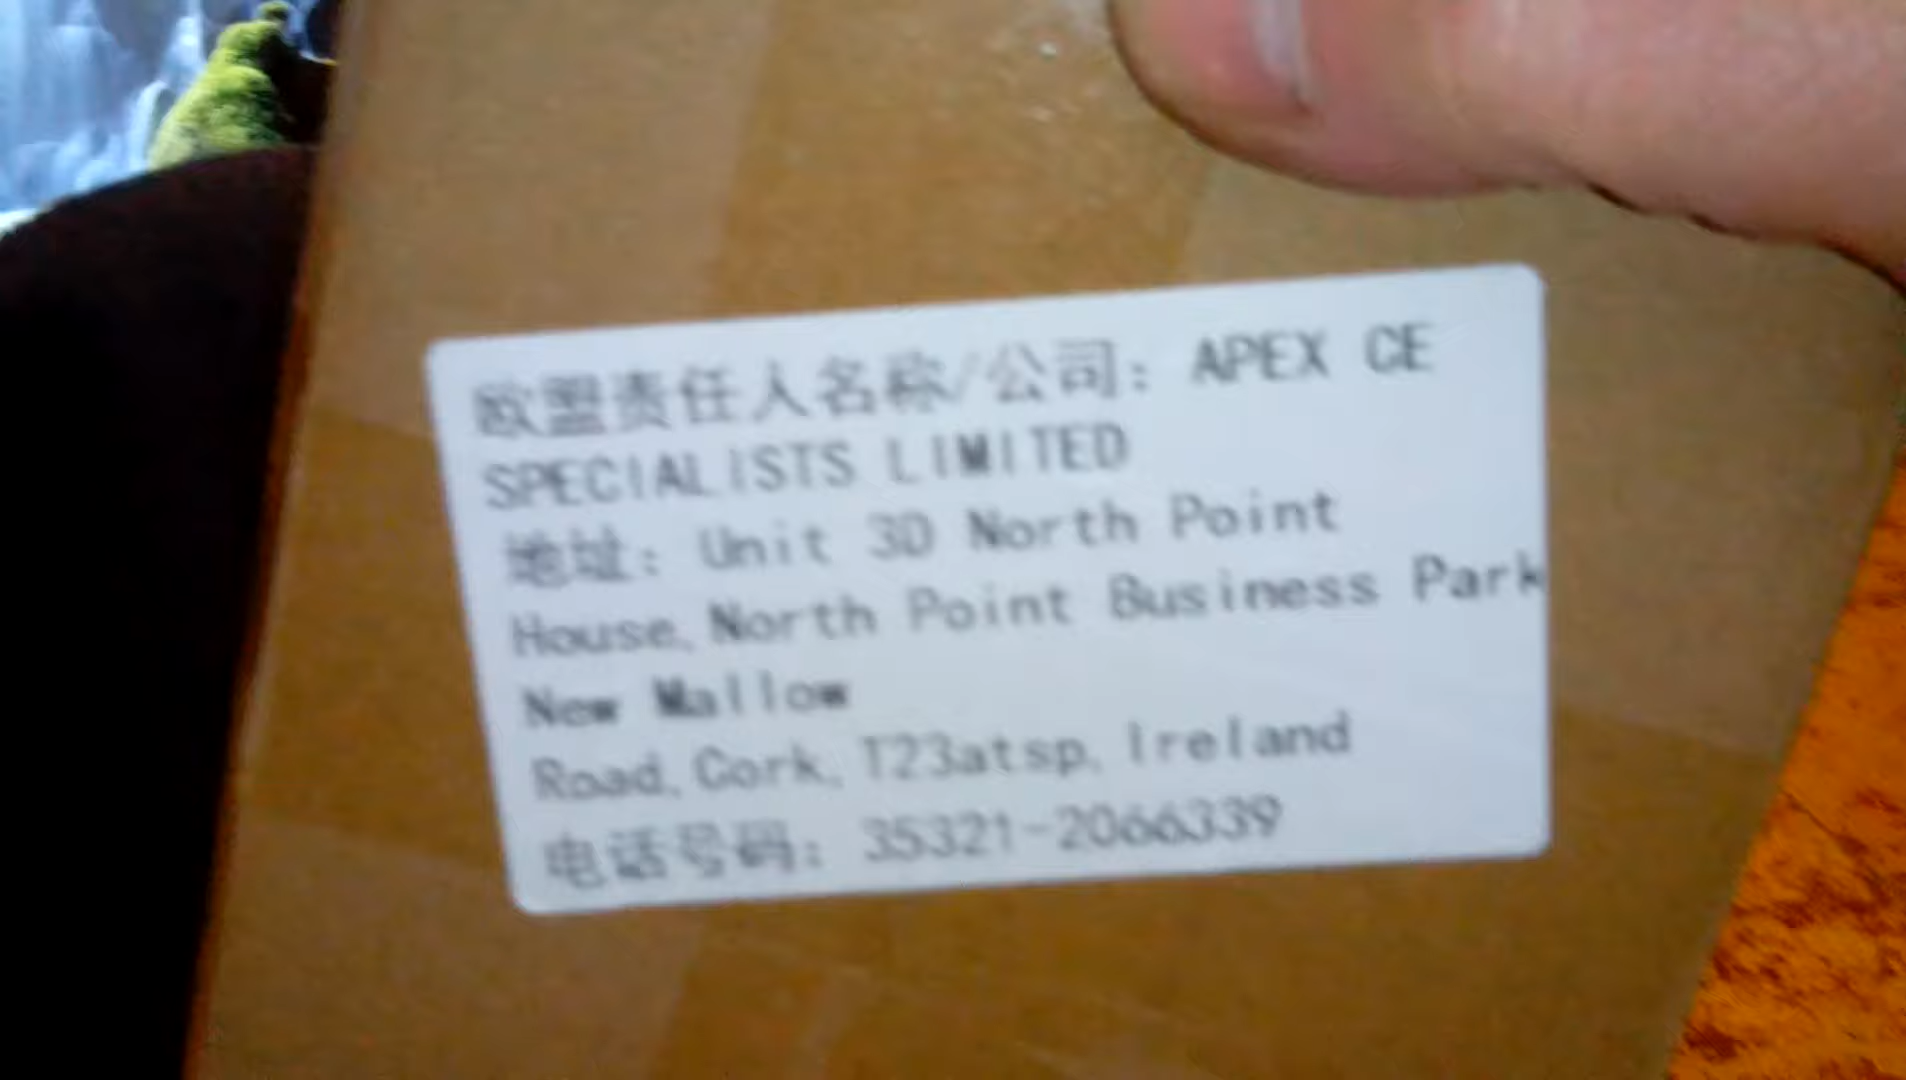 欧盟责任人名称/公司: APEX CE
SPECIALISTS LIMITED
地址: Unit 3D North Point
House, North Point Business Park
New Mallow
Road, Cork, T23atsp, Ireland
电话号码: 35321-2066339